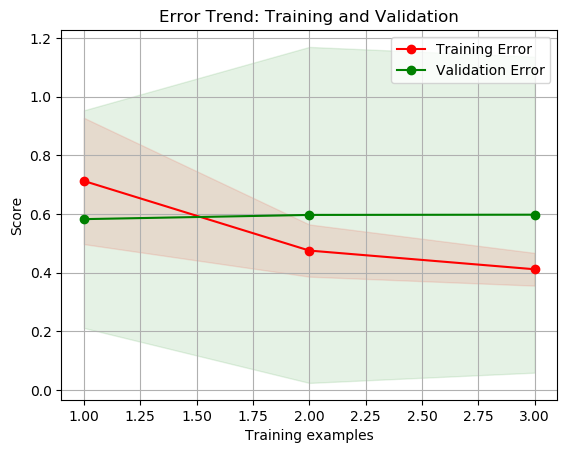 Error Trend: Training and Validation
Training Error
Validation Error
Score
1.2
1.0
0.8
0.6
0.4
0.2
0.0
1.00 1.25 1.50 1.75 2.00 2.25 2.50 2.75 3.00
Training examples